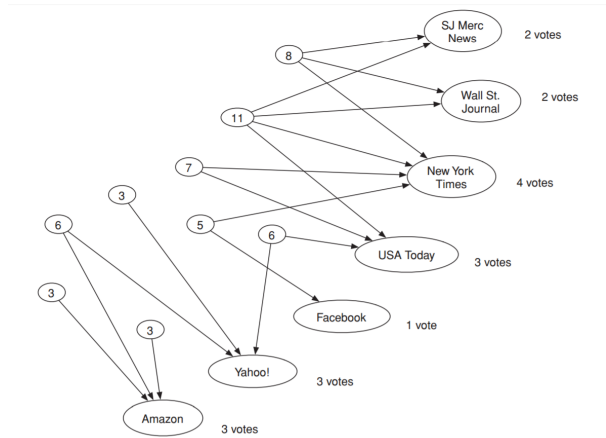 SJ Merc
News
2 votes
8
Wall St.
Journal
2 votes
11
7
New York
Times
4 votes
3
6
5
6
USA Today
3 votes
3
Facebook
1 vote
3
Yahoo!
3 votes
Amazon
3 votes